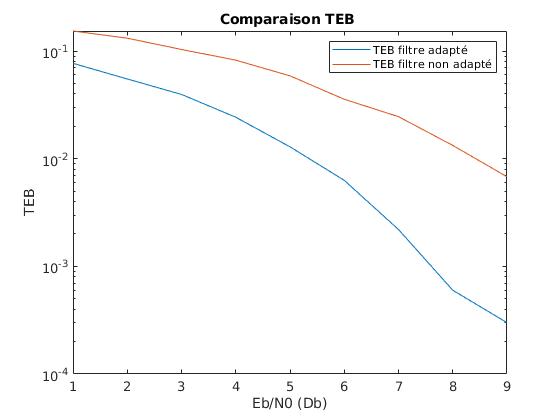 Comparaison TEB
TEB filtre adapté
TEB filtre non adapté
10-1
10-2
10-3
10-4
TEB
1 2 3 4 5 6 7 8 9
Eb/N0 (Db)